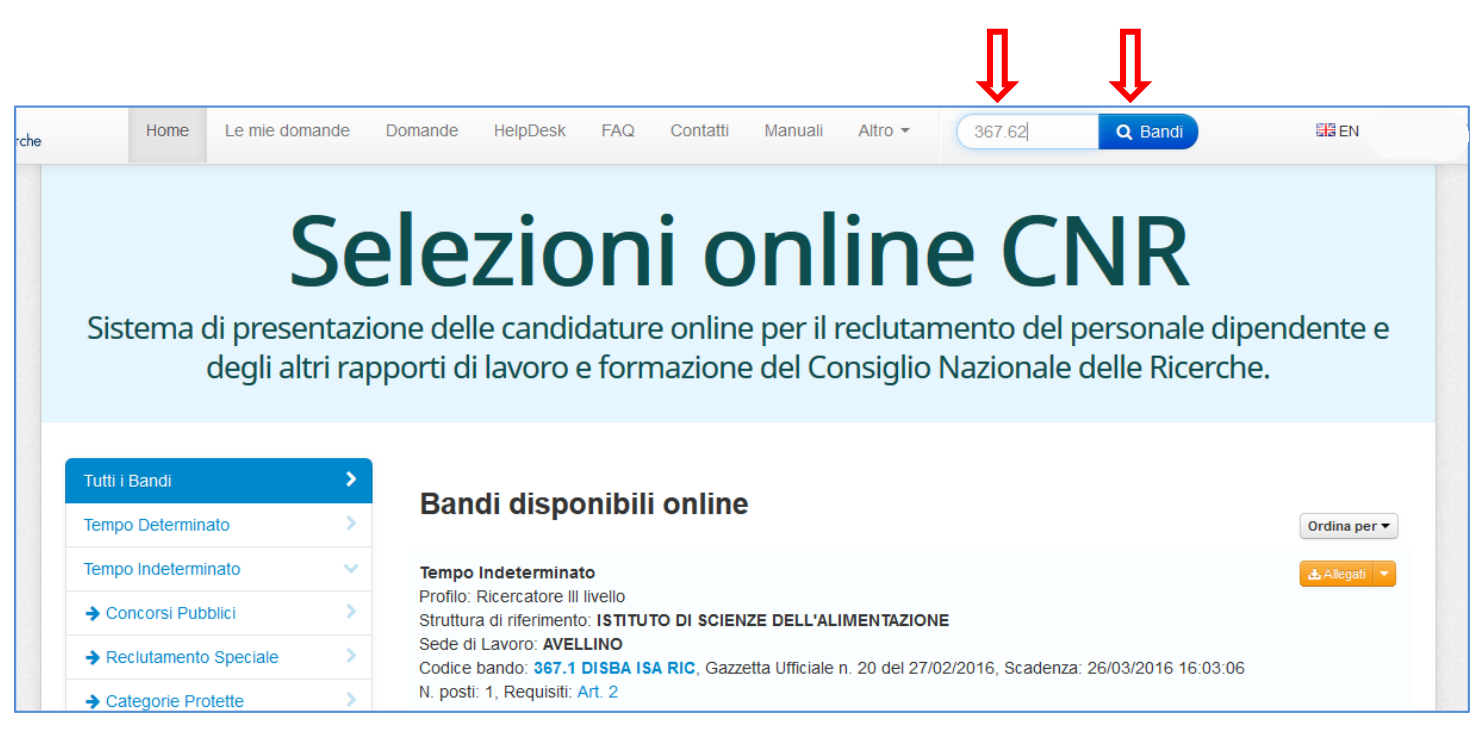 rche
Home Le mie domande Domande HelpDesk FAQ Contatti Manuali Altro 367.62 Bandi EN
Selezioni online CNR
Sistema di presentazione delle candidature online per il reclutamento del personale dipendente e
degli altri rapporti di lavoro e formazione del Consiglio Nazionale delle Ricerche.
Tutti i Bandi
Tempo Determinato
Tempo Indeterminato
Concorsi Pubblici
Reclutamento Speciale
Categorie Protette
Bandi disponibili online
Ordina per
Tempo Indeterminato
Allegati
Profilo: Ricercatore III livello
Struttura di riferimento: ISTITUTO DI SCIENZE DELL'ALIMENTAZIONE
Sede di Lavoro: AVELLINO
Codice bando: 367.1 DISBA ISA RIC, Gazzetta Ufficiale n. 20 del 27/02/2016, Scadenza: 26/03/2016 16:03:06
N. posti: 1, Requisiti: Art. 2